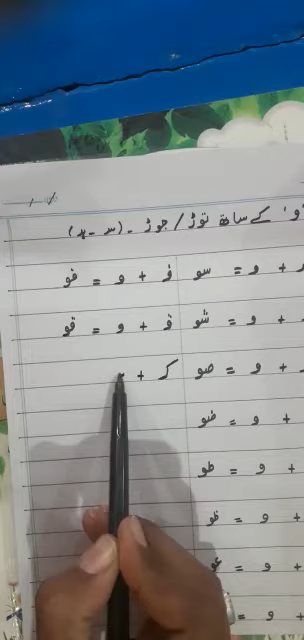 'و' کے ساتھ توڑ / جوڑ - (س - ہ)
+ و = سو ف + و = فو
+ و = شو ق + و = قو
+ و = صو ک +
+ و = ضو
+ و = طو
+ و = ظو
+ و = عو
+ و =